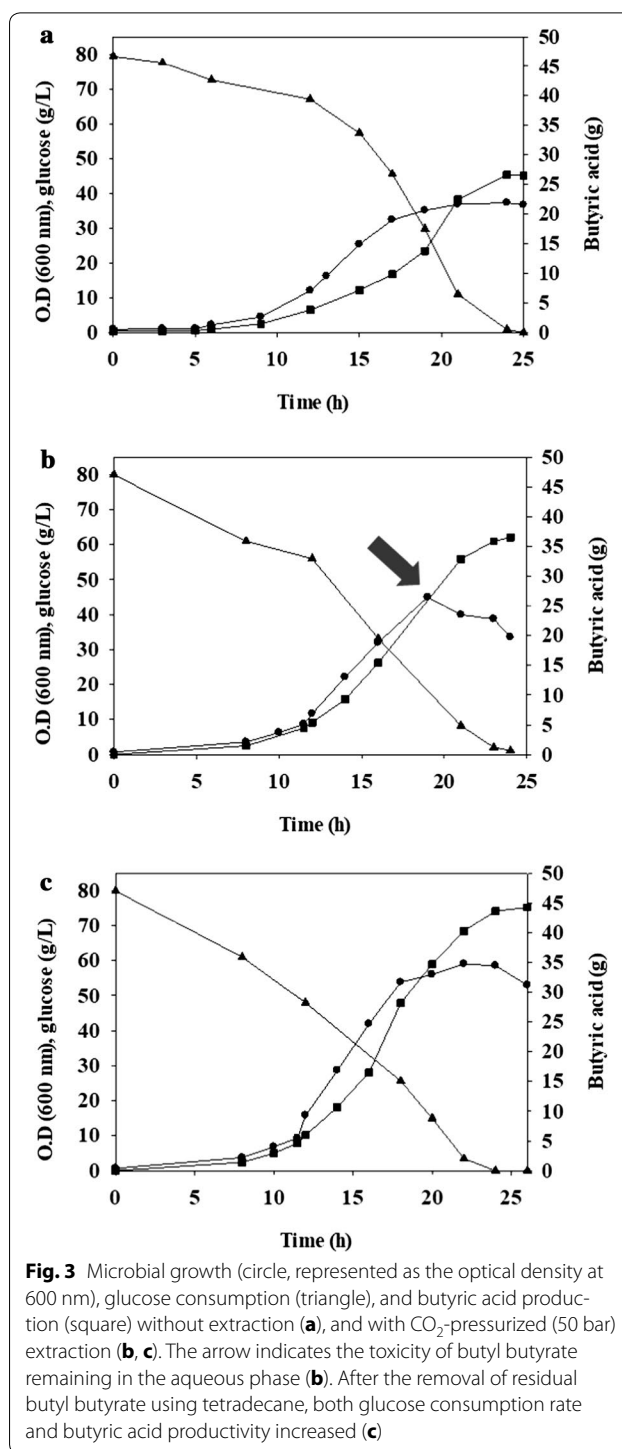 a
80
70
60
50
40
30
20
10
0
O.D (600 nm), glucose (g/L)
50
45
40
35
30
25
20
15
10
5
0
Butyric acid (g)
0 5 10 15 20 25
Time (h)
b
80
70
60
50
40
30
20
10
0
O.D (600 nm), glucose (g/L)
50
45
40
35
30
25
20
15
10
5
0
Butyric acid (g)
0 5 10 15 20 25
Time (h)
c
80
70
60
50
40
30
20
10
0
O.D (600 nm), glucose (g/L)
50
45
40
35
30
25
20
15
10
5
0
Butyric acid (g)
0 5 10 15 20 25
Time (h)
Fig. 3 Microbial growth (circle, represented as the optical density at
600 nm), glucose consumption (triangle), and butyric acid produc-
tion (square) without extraction (a), and with CO₂-pressurized (50 bar)
extraction (b, c). The arrow indicates the toxicity of butyl butyrate
remaining in the aqueous phase (b). After the removal of residual
butyl butyrate using tetradecane, both glucose consumption rate
and butyric acid productivity increased (c)